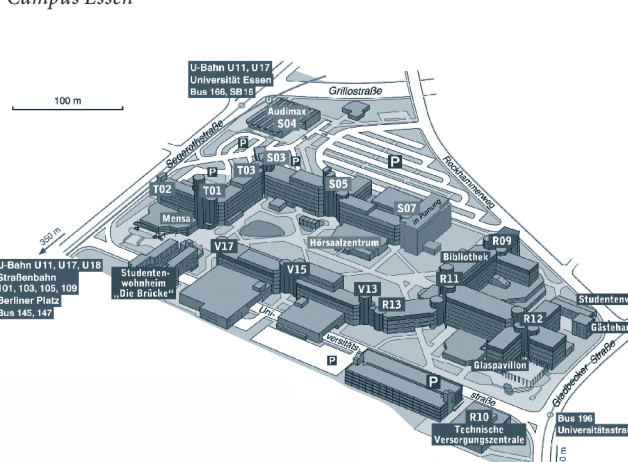 Campus Essen
U-Bahn U11, U17
Universität Essen
Bus 166, SB16
100 m
Grillostraße
Audimax
S04
Segerothstraße
P
P
P
P
Reckhammerweg
S03
T03
T02
T01
S05
S07
in Planung
Mensa
350 m
V17
Hörsaalzentrum
R09
Bibliothek
U-Bahn U11, U17, U18
Straßenbahn
101, 103, 105, 109
Berliner Platz
Bus 145, 147
Studenten-
wohnheim
„Die Brücke“
V15
V13
R13
R11
R12
Studentenw
Gästehau
Glaspavillon
Uni-
versitäts-
straße
P
P
Gladbecker Straße
R10
Technische
Versorgungszentrale
Bus 196
Universitätsstraß
0 m